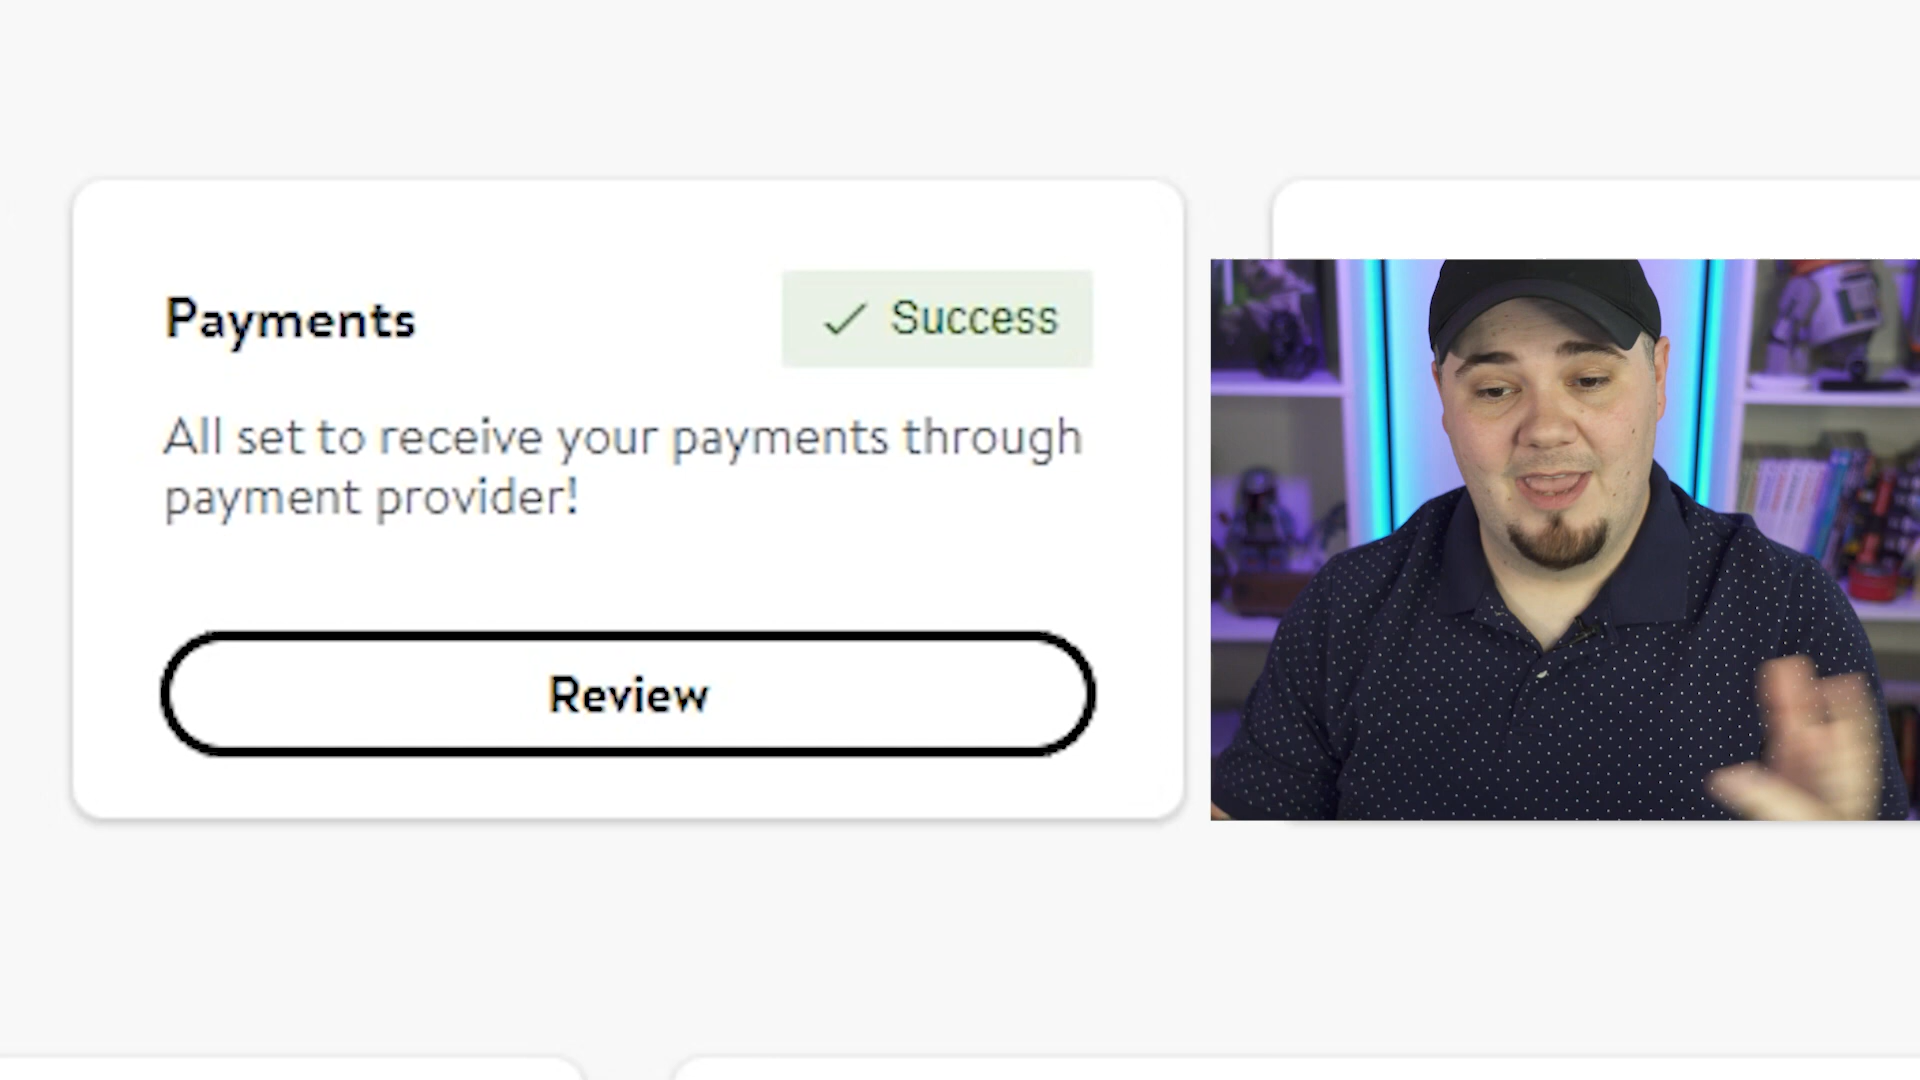 Payments
Success
All set to receive your payments through
payment provider!
Review